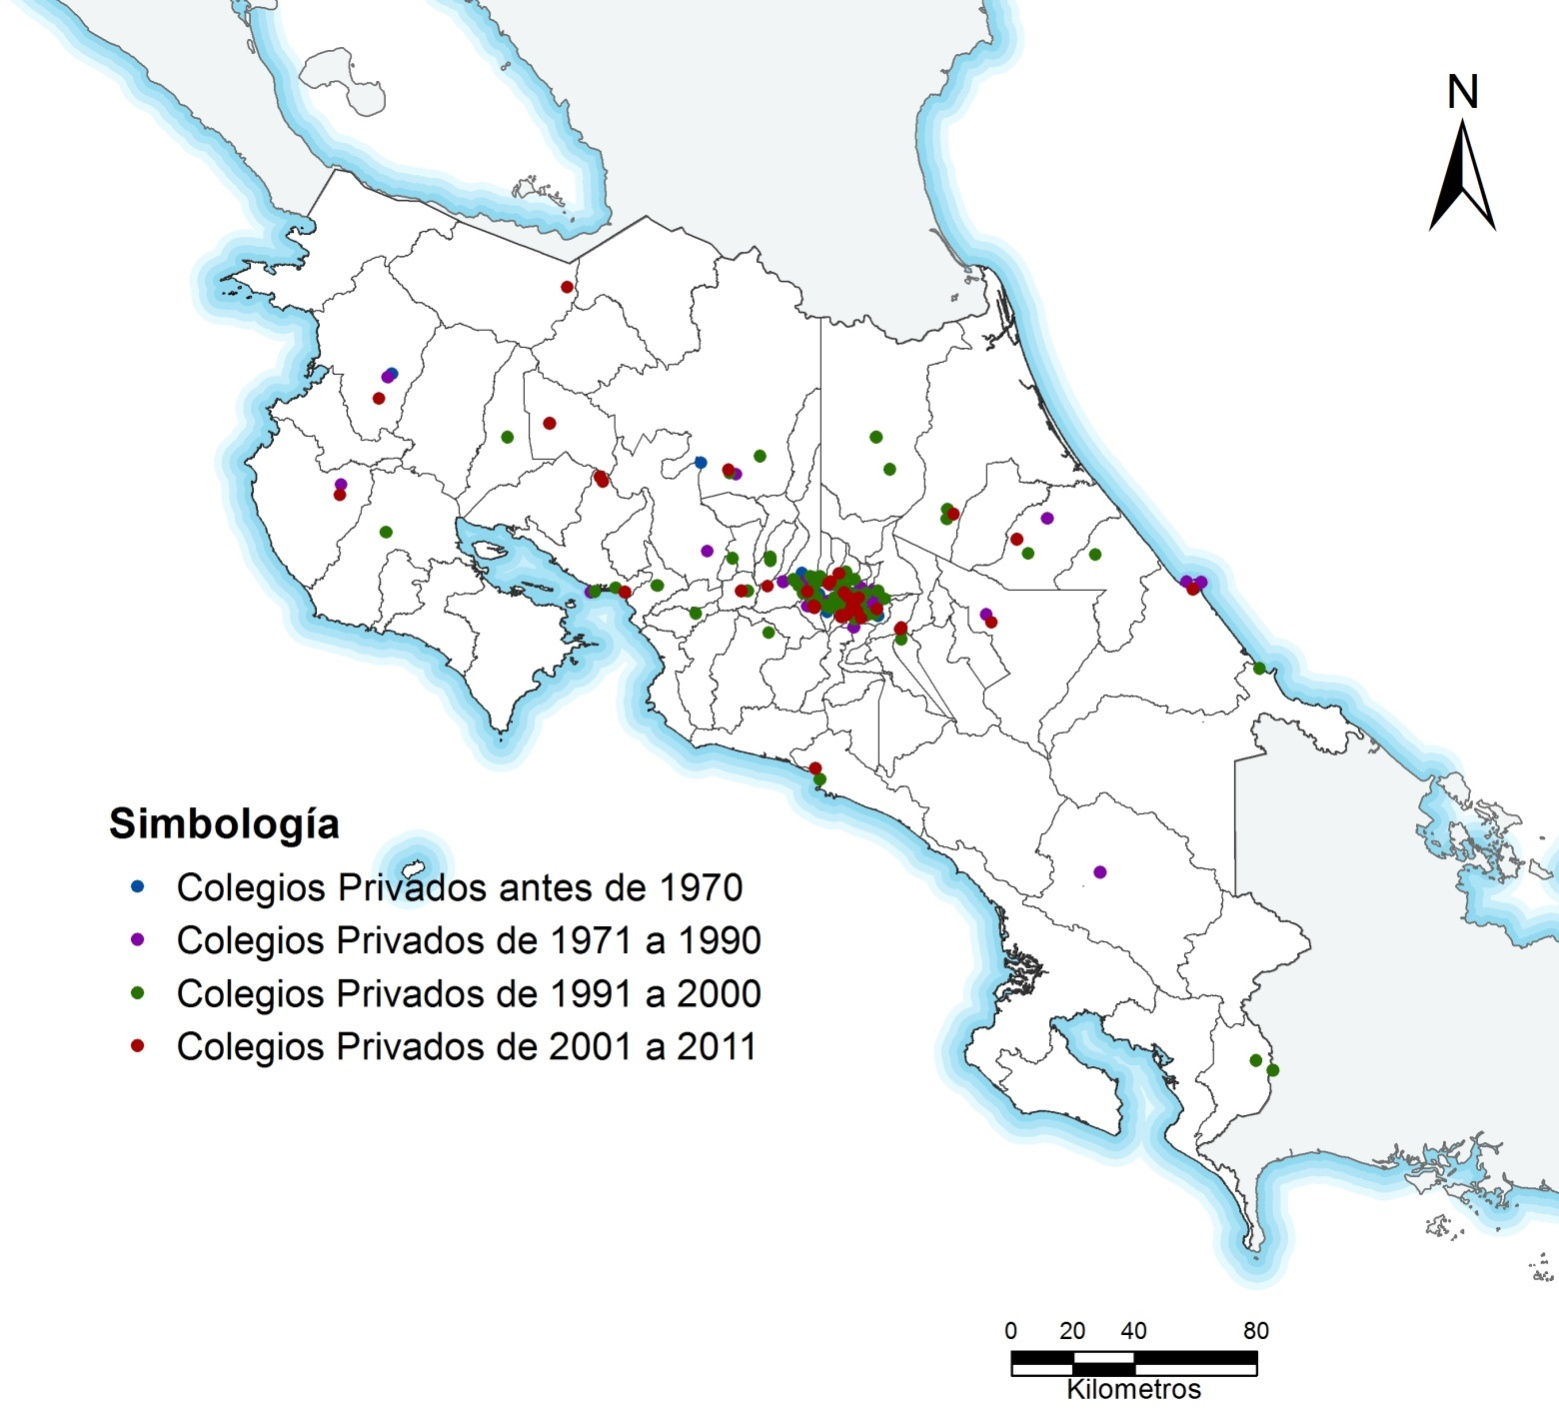 N
Simbología
Colegios Privados antes de 1970
Colegios Privados de 1971 a 1990
Colegios Privados de 1991 a 2000
Colegios Privados de 2001 a 2011
0 20 40 80
Kilometros